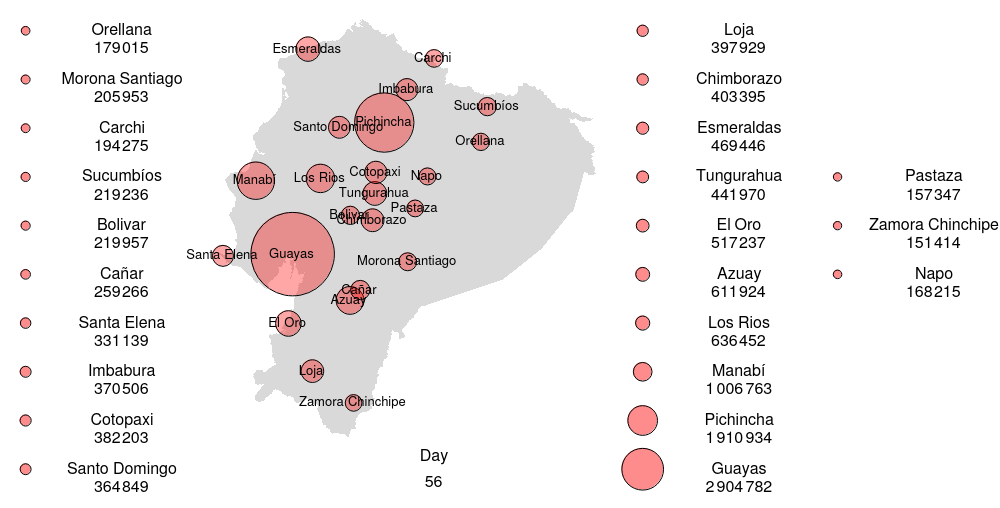 Orellana
179015
Morona Santiago
205953
Carchi
194275
Sucumbíos
219236
Bolivar
219957
Cañar
259266
Santa Elena
331139
Imbabura
370506
Cotopaxi
382203
Santo Domingo
364849
Esmeraldas
Carchi
Imbabura
Sucumbíos
Pichincha
Santo Domingo
Orellana
Cotopaxi
Napo
Manabí
Los Rios
Tungurahua
Pastaza
Bolivar
Chimborazo
Santa Elena
Guayas
Morona Santiago
Cañar
Azuay
El Oro
Loja
Zamora Chinchipe
Day
56
Loja
397929
Chimborazo
403395
Esmeraldas
469446
Tungurahua
441970
El Oro
517237
Azuay
611924
Los Rios
636452
Manabí
1006763
Pichincha
1910934
Guayas
2904782
Pastaza
157347
Zamora Chinchipe
151414
Napo
168215